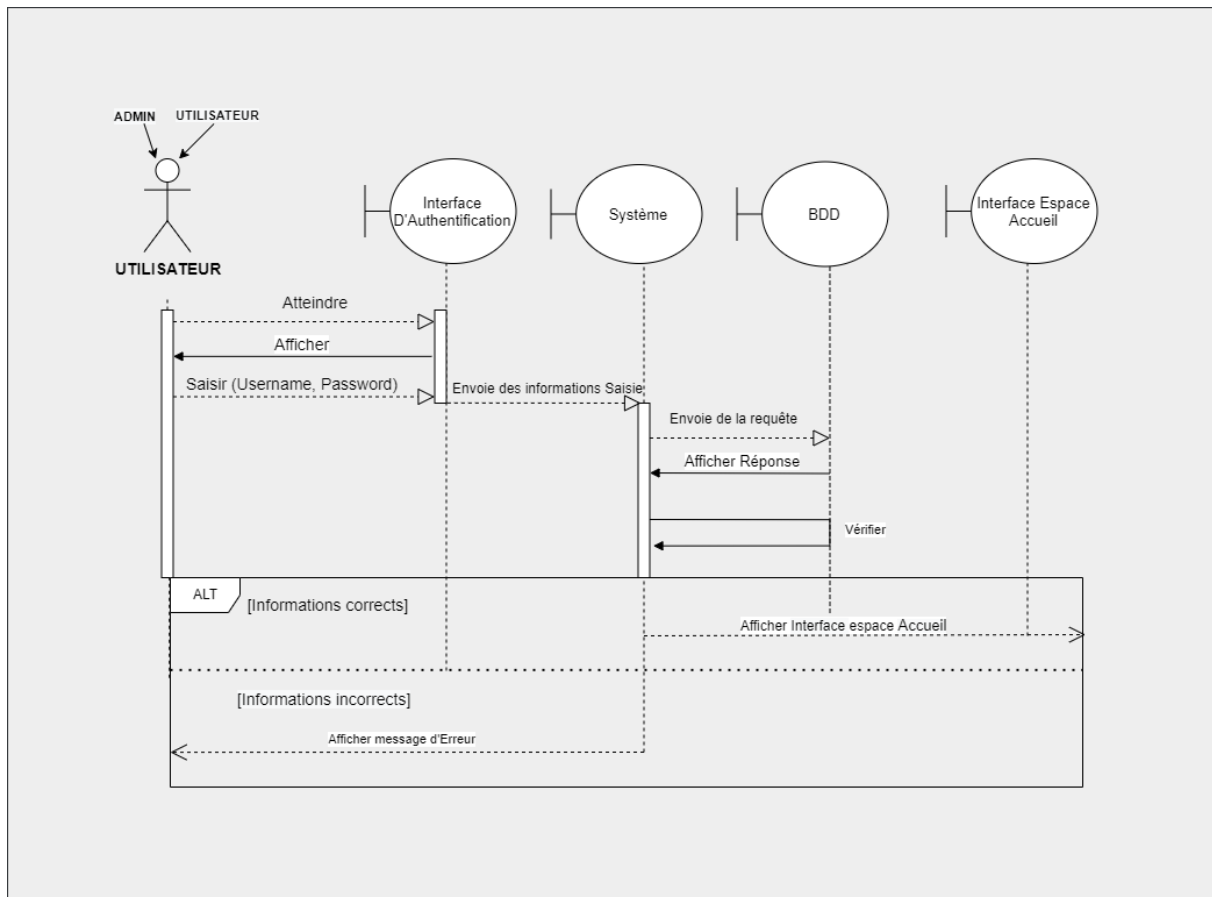 ADMIN
UTILISATEUR
UTILISATEUR
Interface
D'Authentification
Système
BDD
Interface Espace
Accueil
Atteindre
Afficher
Saisir (Username, Password)
Envoie des informations Saisie
Envoie de la requête
Afficher Réponse
Vérifier
ALT
[Informations corrects]
Afficher Interface espace Accueil
[Informations incorrects]
Afficher message d'Erreur